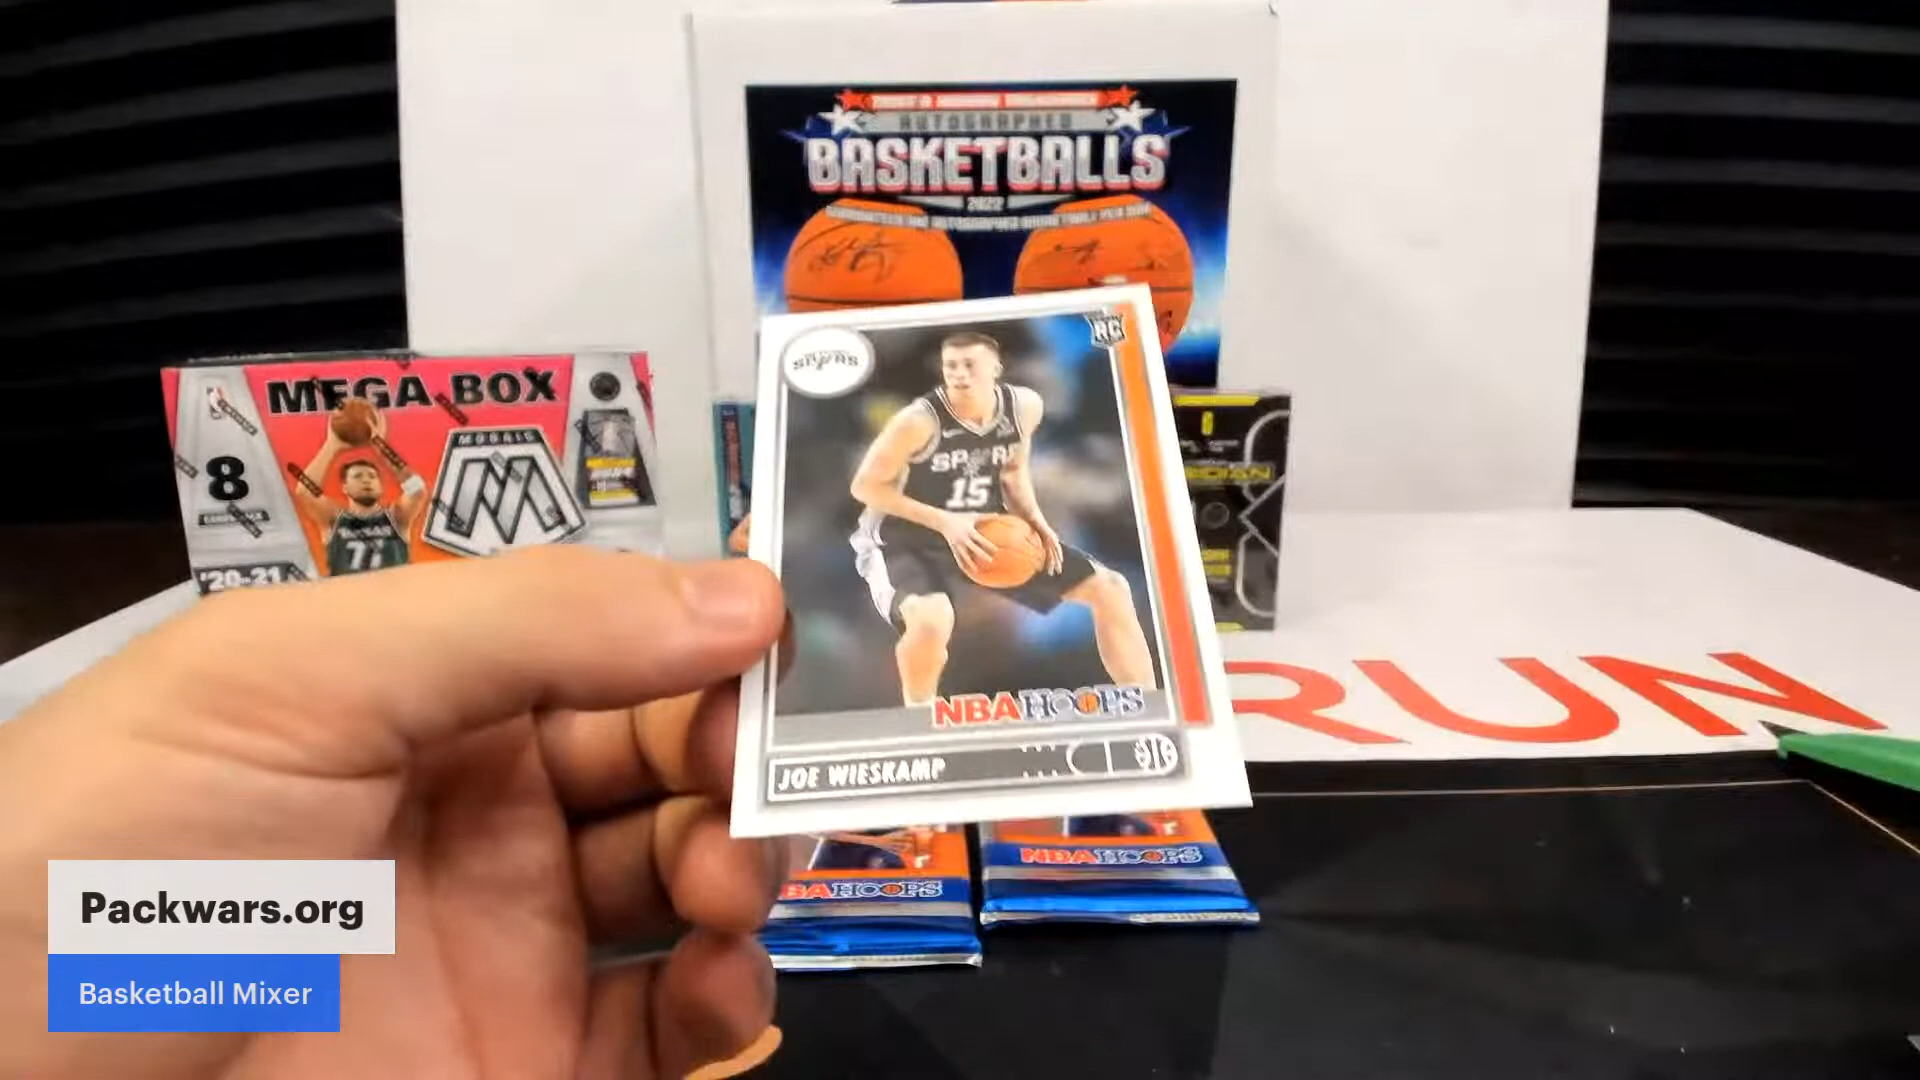 AUTOGRAPHED
BASKETBALLS
2022
MEGA BOX
MOSAIC
8
'20-21
RC
SPURS
SPURS
15
NBA HOOPS
JOE WIESKAMP
RUN
NBA HOOPS
NBA HOOPS
Packwars.org
Basketball Mixer